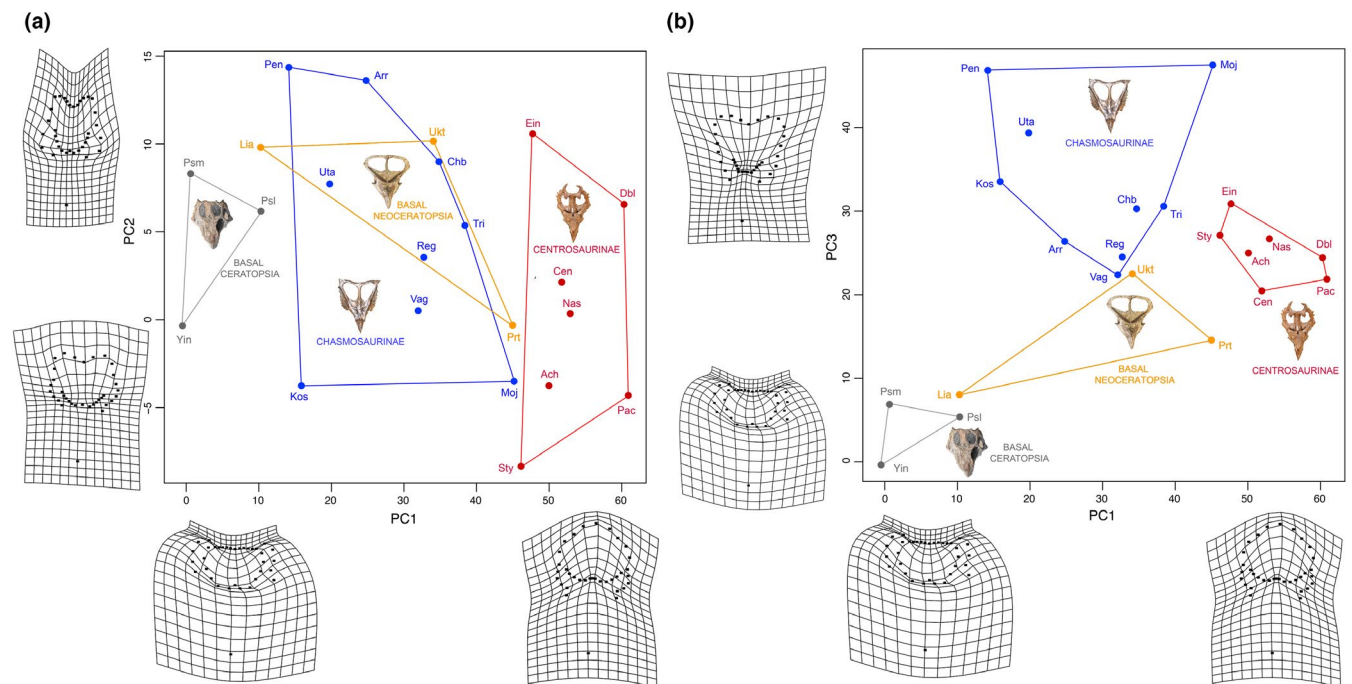 (a)
15
10
5
0
−5
PC2
0
10
20
30
40
50
60
PC1
Pen
Arr
Ein
Lia
Ukt
Chb
Psm
Uta
Dbl
Psl
BASAL
NEOCERATOPSIA
Tri
CENTROSAURINAE
BASAL
CERATOPSIA
Reg
Cen
Vag
Nas
Yin
Prt
CHASMOSAURINAE
Ach
Kos
Moj
Pac
Sty
(b)
40
30
20
10
0
PC3
0
10
20
30
40
50
60
PC1
Pen
Moj
Uta
CHASMOSAURINAE
Kos
Chb
Tri
Ein
Sty
Arr
Reg
Nas
Dbl
Ach
Vag
Ukt
Pac
Cen
Prt
BASAL
NEOCERATOPSIA
CENTROSAURINAE
Lia
Psm
Psl
BASAL
CERATOPSIA
Yin